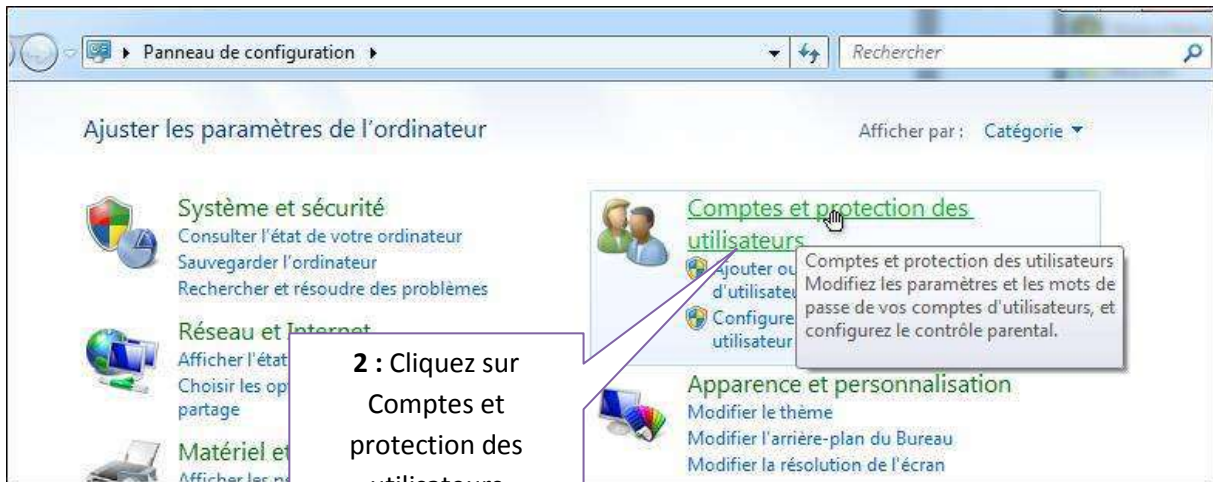 Panneau de configuration
Rechercher
Ajuster les paramètres de l'ordinateur
Afficher par : Catégorie
Système et sécurité
Consulter l'état de votre ordinateur
Sauvegarder l'ordinateur
Rechercher et résoudre des problèmes
Réseau et Internet
Afficher l'état
Choisir les op
partage
Matériel et
Afficher les
2 : Cliquez sur
Comptes et
protection des
utilisateurs
Comptes et protection des
utilisateurs
Ajouter ou
d'utilisateu
Configure
utilisateur
Comptes et protection des utilisateurs
Modifiez les paramètres et les mots de
passe de vos comptes d'utilisateurs, et
configurez le contrôle parental.
Apparence et personnalisation
Modifier le thème
Modifier l'arrière-plan du Bureau
Modifier la résolution de l'écran